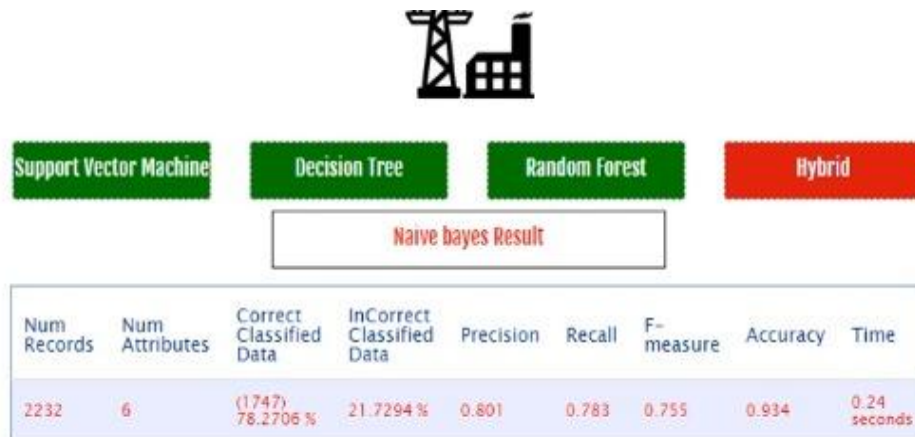 Support Vector Machine Decision Tree Random Forest Hybrid
Naive bayes Result
Num Records Num Attributes Correct Classified Data InCorrect Classified Data Precision Recall F-measure Accuracy Time
2232 6 (1747) 78.2706 % 21.7294 % 0.801 0.783 0.755 0.934 0.24 seconds